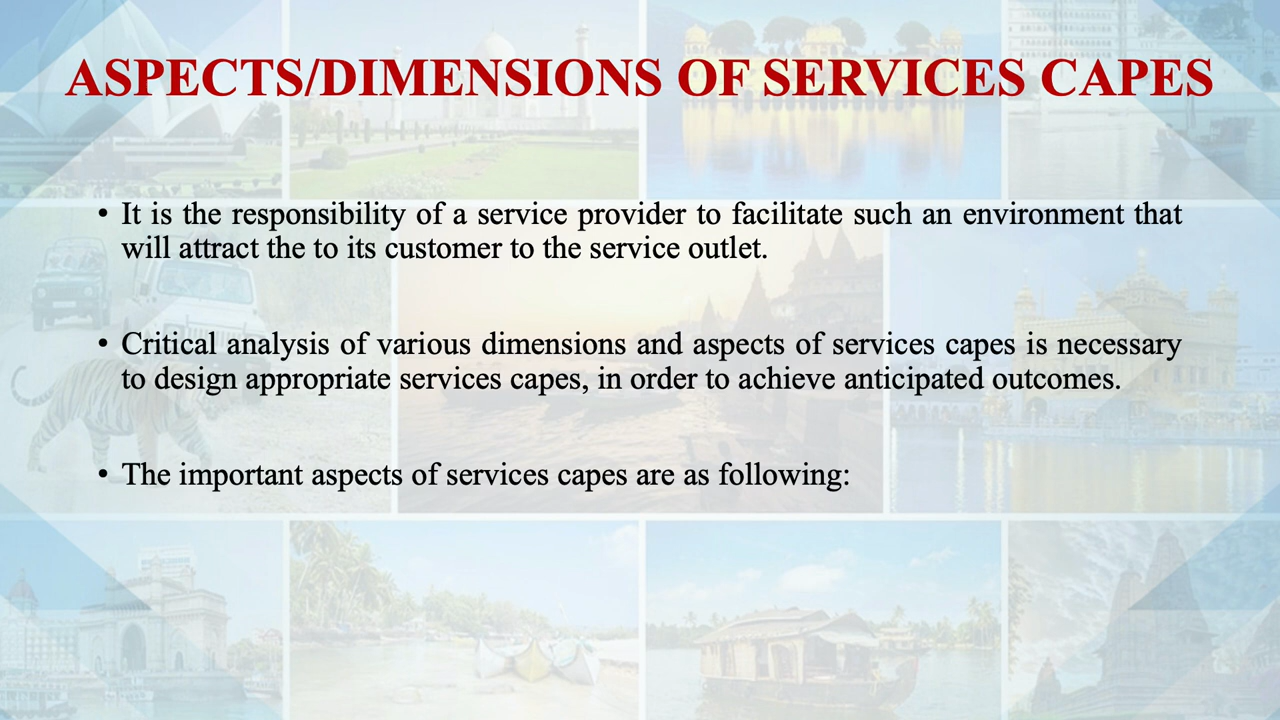 ASPECTS/DIMENSIONS OF SERVICES CAPES
• It is the responsibility of a service provider to facilitate such an environment that
will attract the to its customer to the service outlet.
• Critical analysis of various dimensions and aspects of services capes is necessary
to design appropriate services capes, in order to achieve anticipated outcomes.
• The important aspects of services capes are as following: